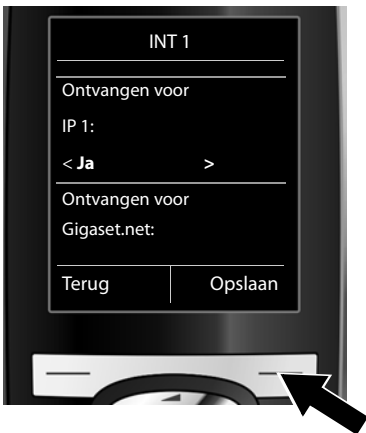 INT 1
Ontvangen voor
IP 1:
< Ja >
Ontvangen voor
Gigaset.net:
Terug Opslaan